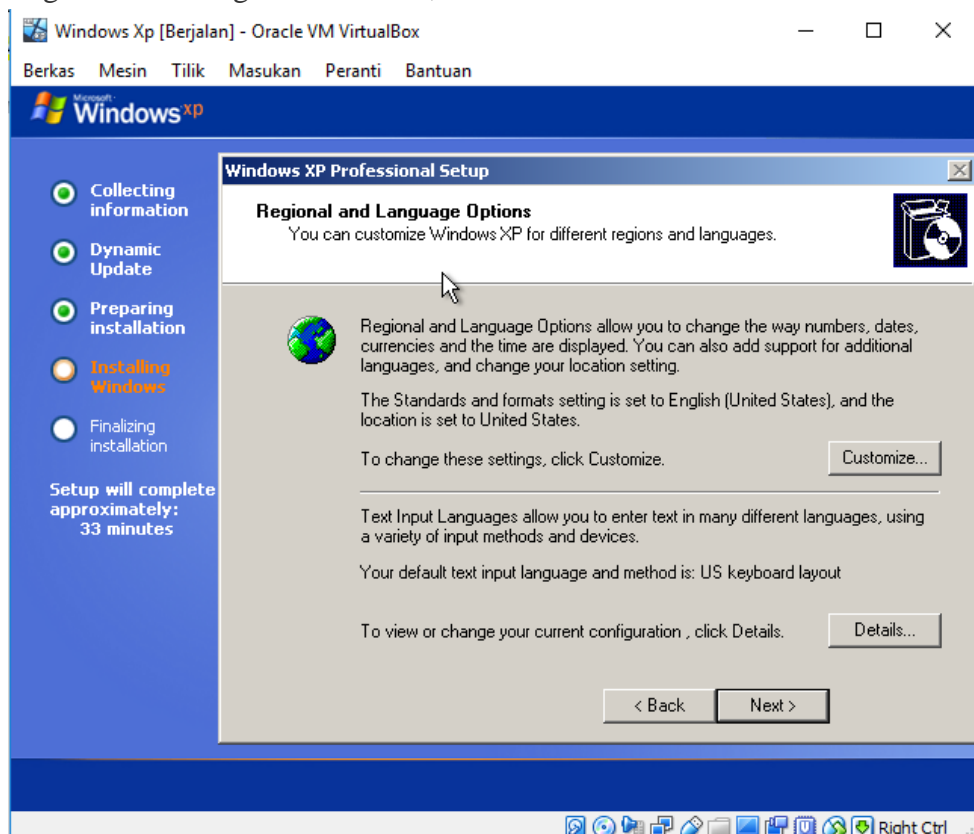 Windows Xp [Berjalan] - Oracle VM VirtualBox
Berkas Mesin Tilik Masukan Peranti Bantuan
Microsoft
Windows xp
Collecting
information
Dynamic
Update
Preparing
installation
Installing
Windows
Finalizing
installation
Setup will complete
approximately:
33 minutes
Windows XP Professional Setup
Regional and Language Options
You can customize Windows XP for different regions and languages.
Regional and Language Options allow you to change the way numbers, dates,
currencies and the time are displayed. You can also add support for additional
languages, and change your location setting.
The Standards and formats setting is set to English (United States), and the
location is set to United States.
To change these settings, click Customize.
Customize...
Text Input Languages allow you to enter text in many different languages, using
a variety of input methods and devices.
Your default text input language and method is: US keyboard layout
To view or change your current configuration , click Details.
Details...
< Back
Next >
Right Ctrl